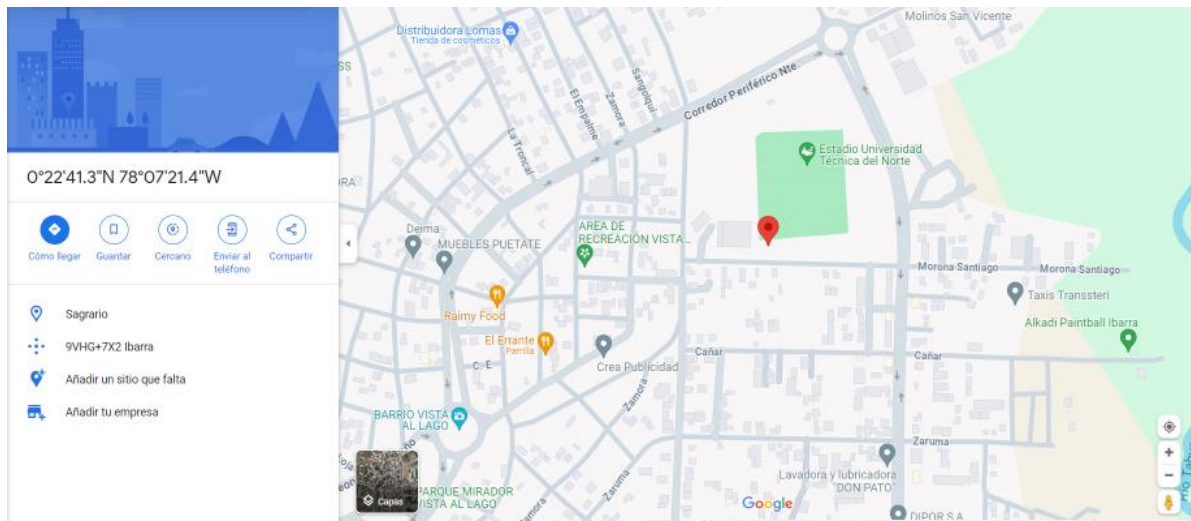 0°22'41.3"N 78°07'21.4"W
Cómo llegar
Guardar
Cercano
Enviar al
teléfono
Compartir
Sagrario
9VHG+7X2 Ibarra
Añadir un sitio que falta
Añadir tu empresa
Distribuidora Lomas
Tienda de cosméticos
Molinos San Vicente
SS
El Empalme
Zamora
Sangolqui
Corredor Periférico Nte.
La Troncal
Estadio Universidad
Técnica del Norte
RA
Deima
MUEBLES PUETATE
AREA DE
RECREACIÓN VISTA...
Morona Santiago
Morona Santiago
Taxis Transsteri
Raimy Food
El Errante
Parrilla
Alkadi Paintball Ibarra
C. E
Crea Publicidad
Cañar
Cañar
Zamora
BARRIO VISTA
AL LAGO
Zaruma
Zaruma
Lavadora y lubricadora
"DON PATO"
Capas
PARQUE MIRADOR
VISTA AL LAGO
Google
DIPOR S.A